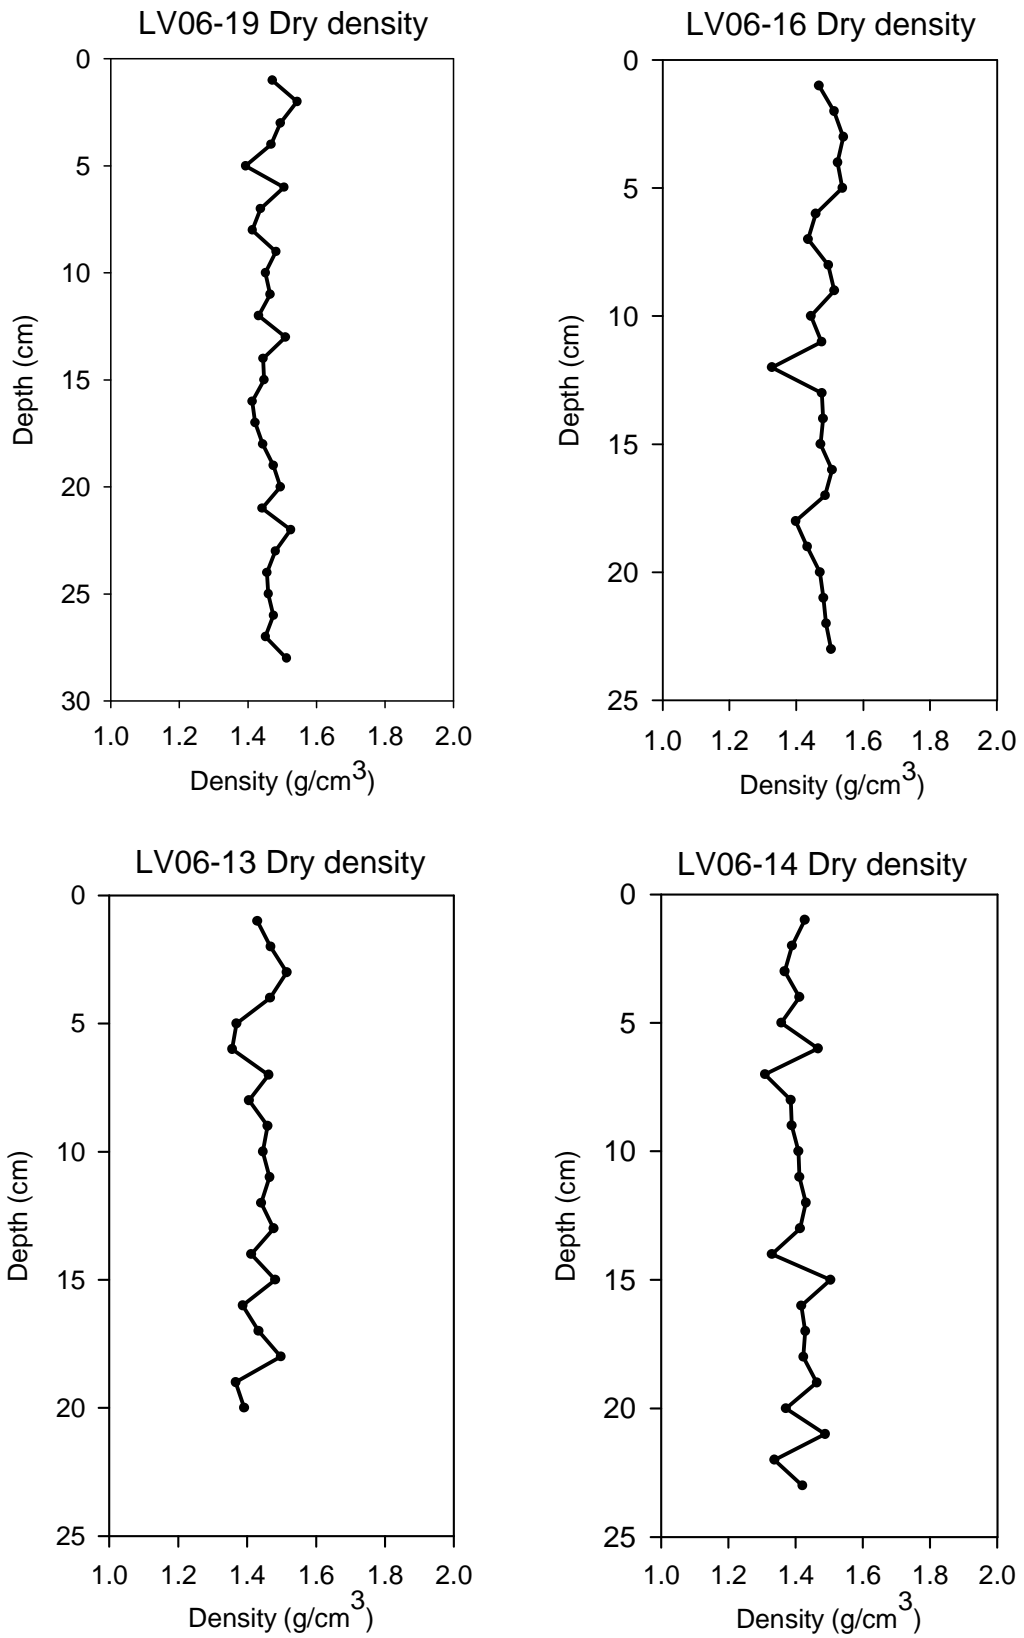 LV06-19 Dry density
0
5
10
15
20
25
30
Depth (cm)
1.0 1.2 1.4 1.6 1.8 2.0
Density (g/cm³)
LV06-16 Dry density
0
5
10
15
20
25
Depth (cm)
1.0 1.2 1.4 1.6 1.8 2.0
Density (g/cm³)
LV06-13 Dry density
0
5
10
15
20
25
Depth (cm)
1.0 1.2 1.4 1.6 1.8 2.0
Density (g/cm³)
LV06-14 Dry density
0
5
10
15
20
25
Depth (cm)
1.0 1.2 1.4 1.6 1.8 2.0
Density (g/cm³)